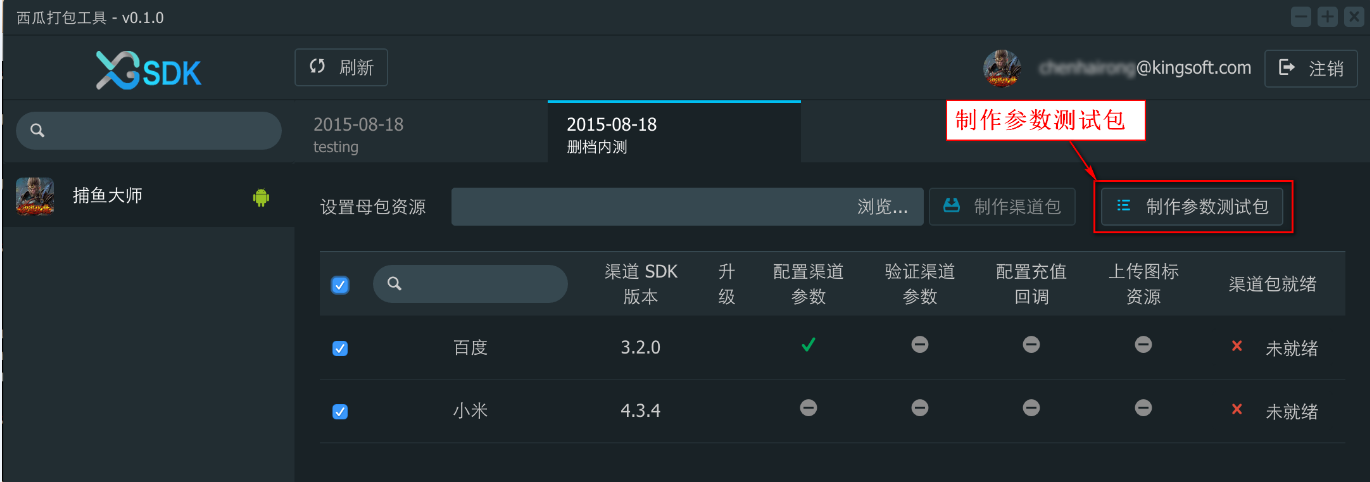 西瓜打包工具 - v0.1.0
XGSDK
刷新
@kingsoft.com
注销
制作参数测试包
2015-08-18
testing
2015-08-18
删档内测
捕鱼大师
设置母包资源
浏览...
制作渠道包
制作参数测试包
渠道 SDK
版本
升
级
配置渠道
参数
验证渠道
参数
配置充值
回调
上传图标
资源
渠道包就绪
百度
3.2.0
未就绪
小米
4.3.4
未就绪